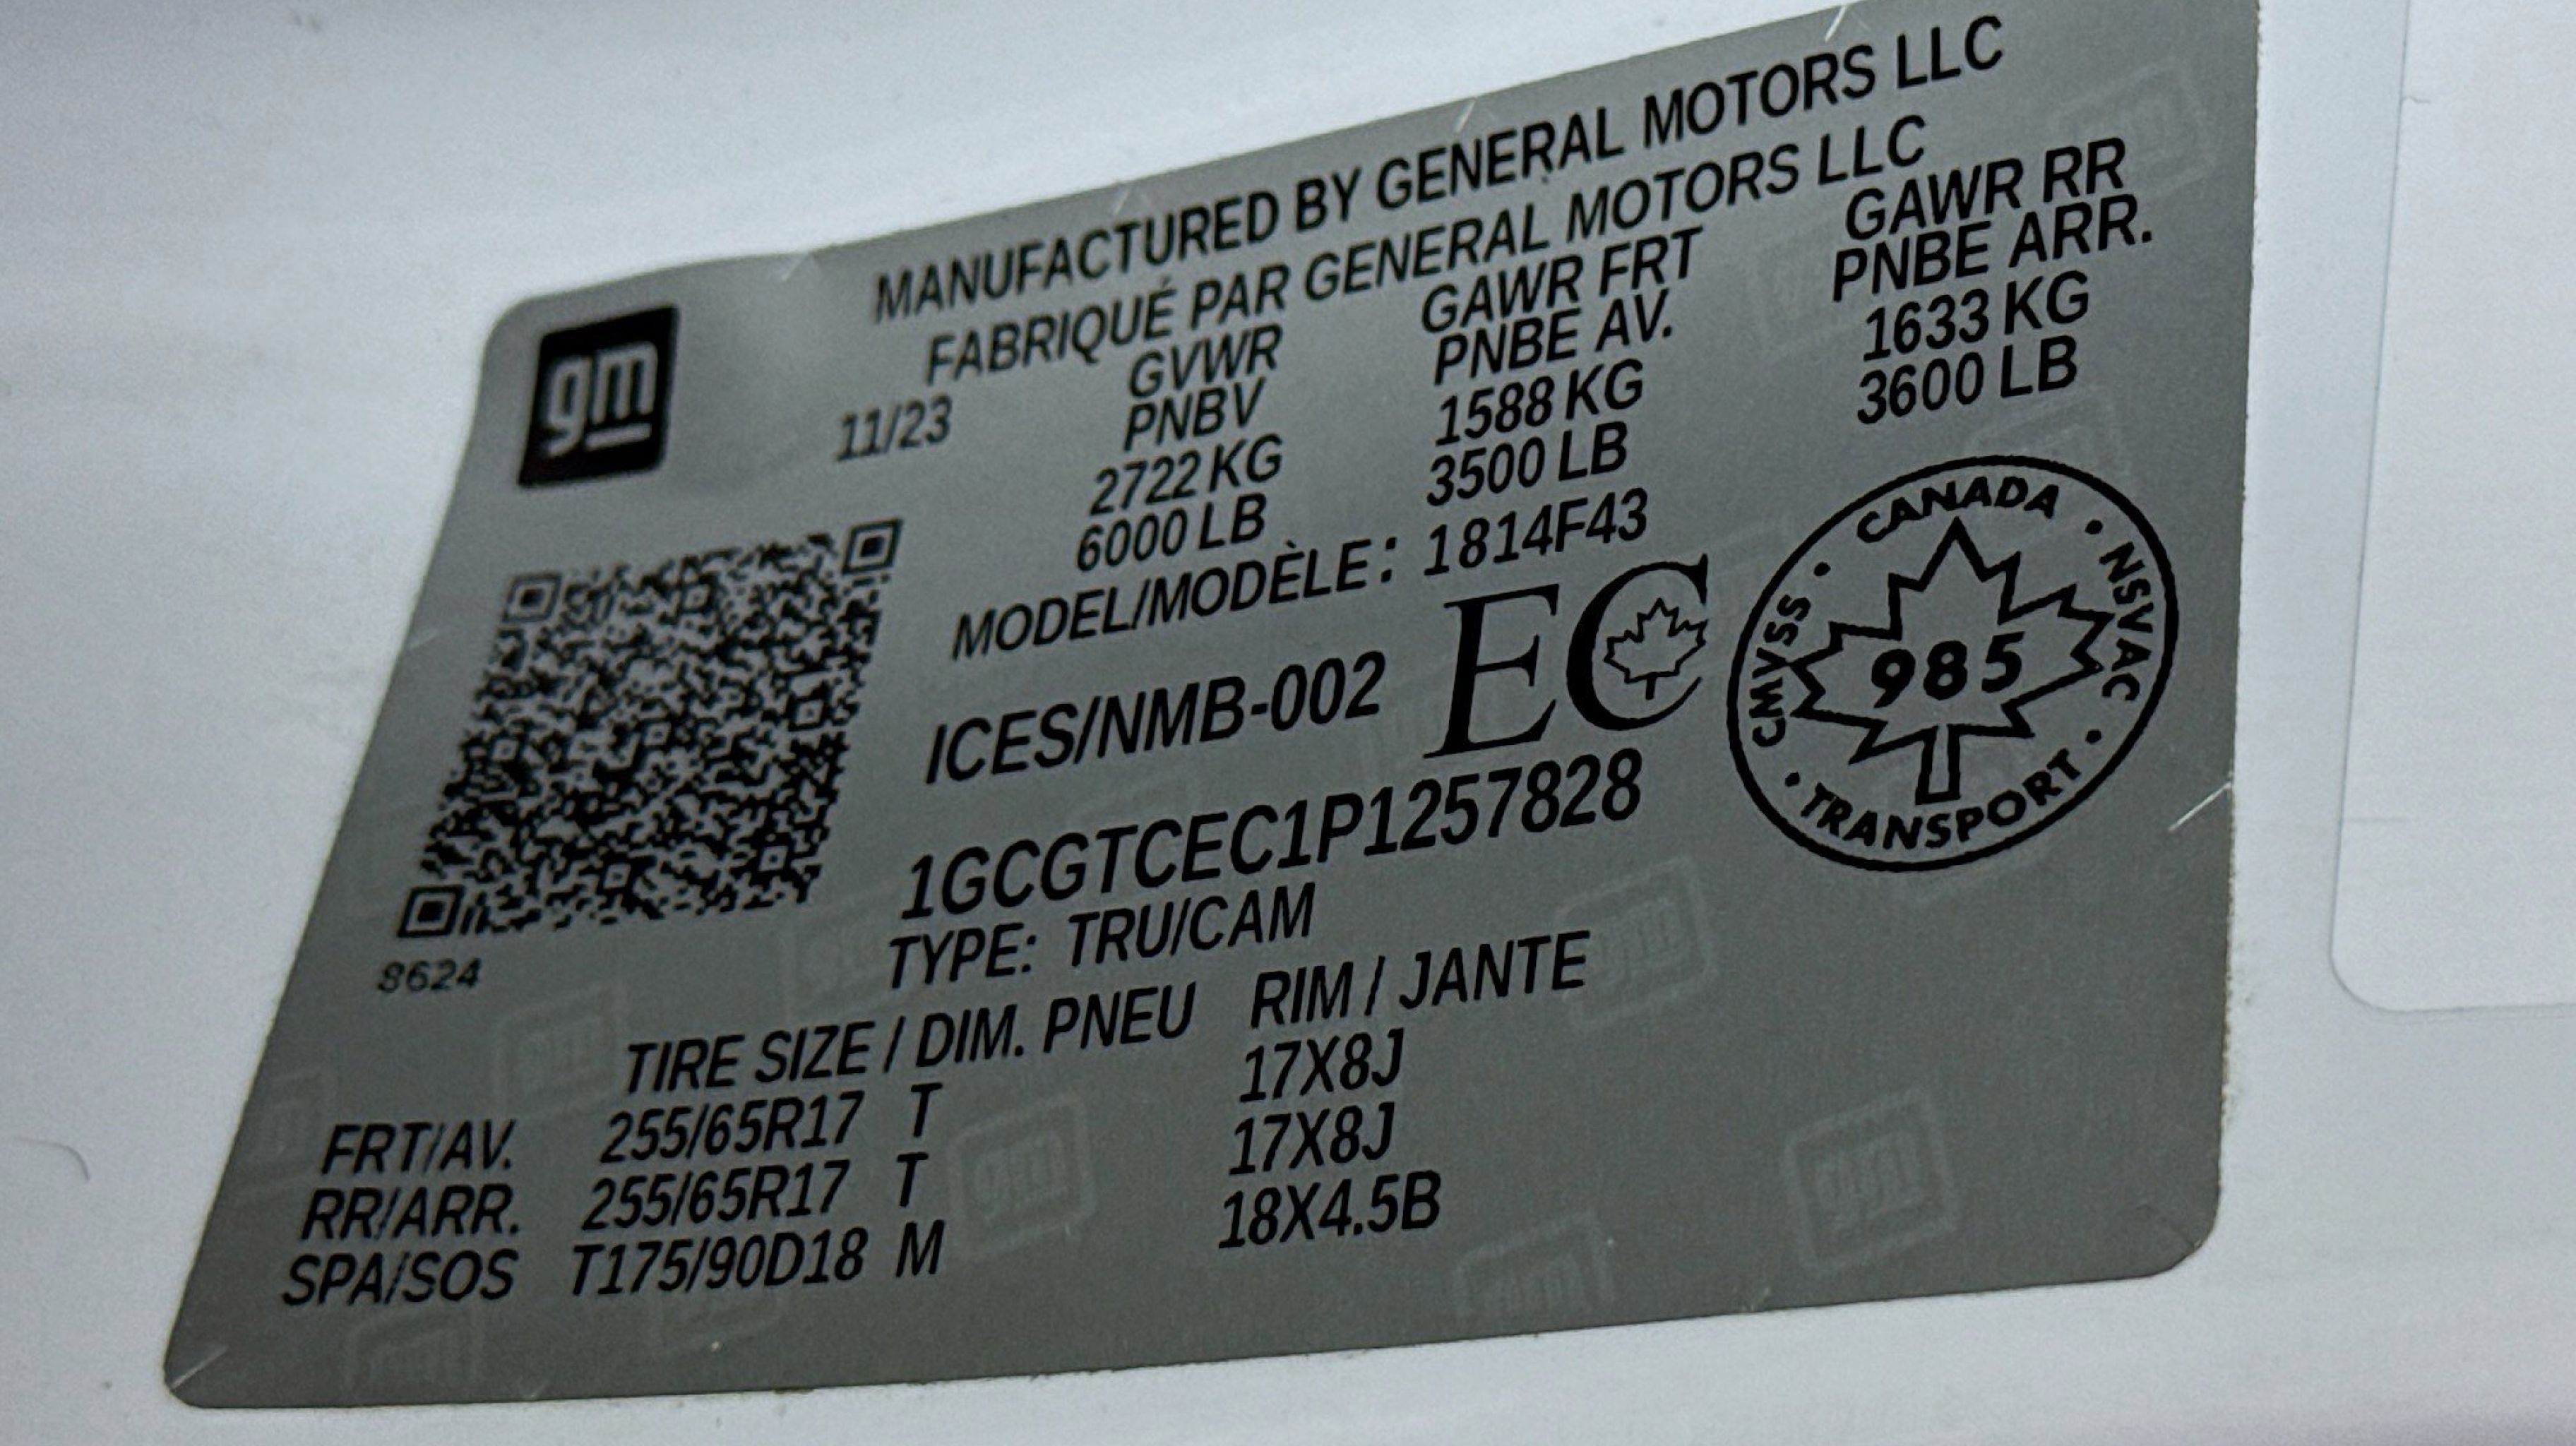 MANUFACTURED BY GENERAL MOTORS LLC
FABRIQUÉ PAR GENERAL MOTORS LLC
gm
11/23
GVWR
PNBV
2722 KG
6000 LB
GAWR FRT
PNBE AV.
1588 KG
3500 LB
GAWR RR
PNBE ARR.
1633 KG
3600 LB
MODEL/MODÈLE: 1814F43
ICES/NMB-002 EC
CANADA • NSVAC • TRANSPORT • CMVSS •
985
1GCGTCEC1P1257828
TYPE: TRU/CAM
8624
TIRE SIZE / DIM. PNEU RIM / JANTE
FRT/AV. 255/65R17 T 17X8J
RR/ARR. 255/65R17 T 17X8J
SPA/SOS T175/90D18 M 18X4.5B